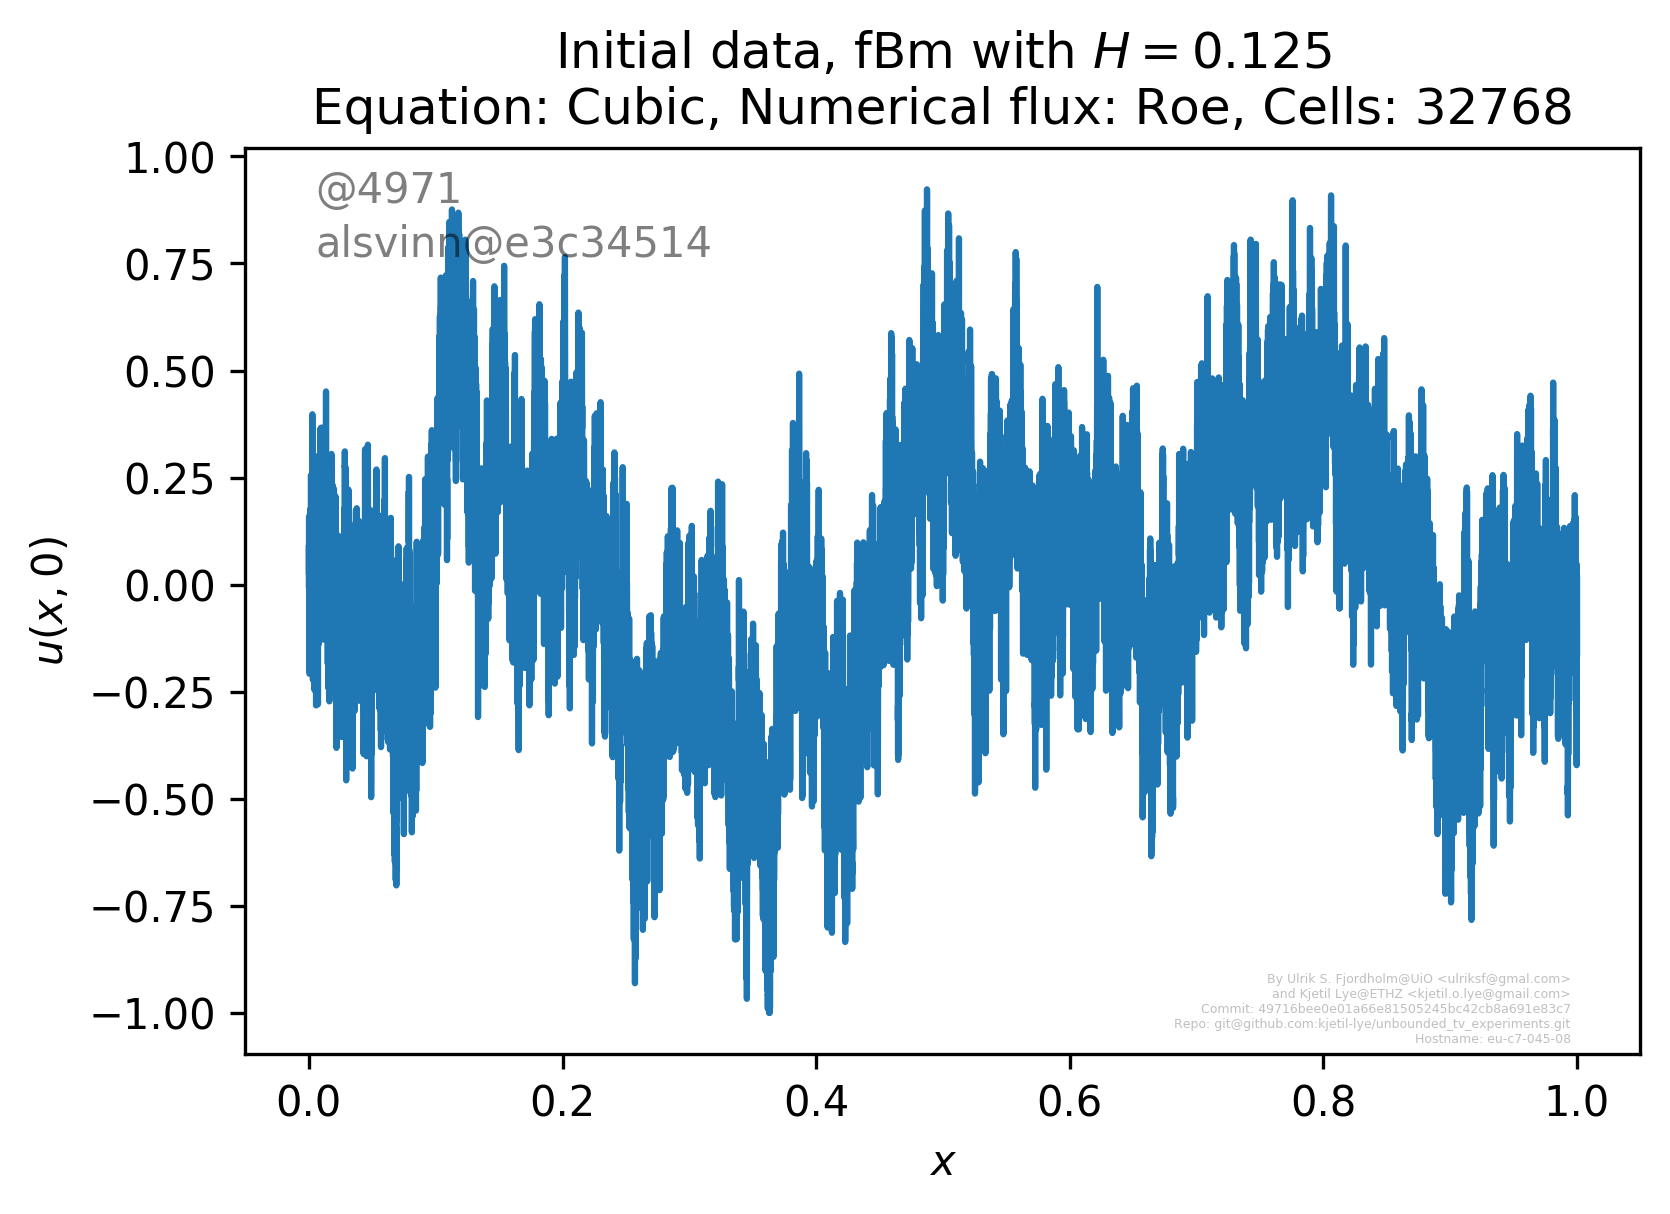 Initial data, fBm with H = 0.125
Equation: Cubic, Numerical flux: Roe, Cells: 32768
1.00
@4971
alsvinn@e3c34514
0.75
0.50
0.25
0.00
−0.25
−0.50
−0.75
−1.00
u(x, 0)
By Ulrik S. Fjordholm@UiO <ulriksf@gmal.com>
and Kjetil Lye@ETHZ <kjetil.o.lye@gmail.com>
Commit: 49716bee0e01a66e81505245bc42cb8a691e83c7
Repo: git@github.com:kjetil-lye/unbounded_tv_experiments.git
Hostname: eu-c7-045-08
0.0 0.2 0.4 0.6 0.8 1.0
x